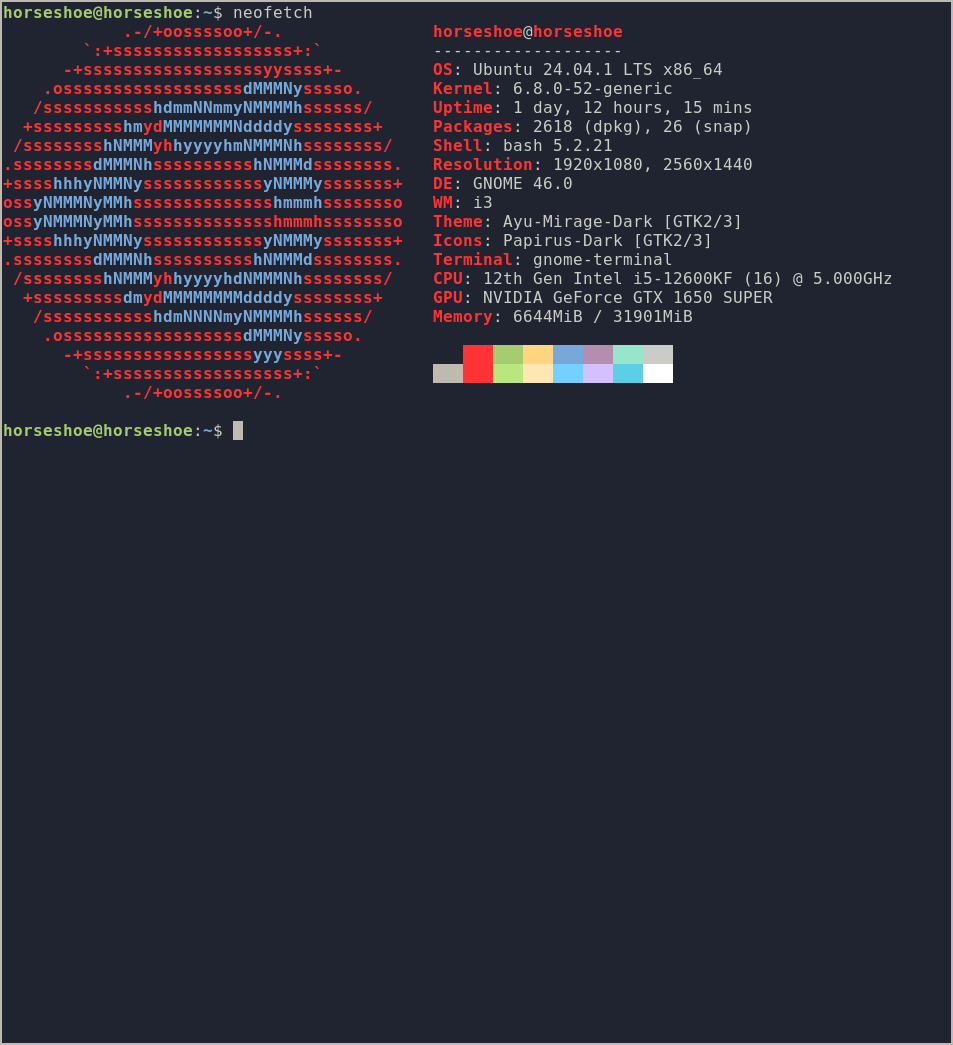 horseshoe@horseshoe:~$ neofetch
            .-/+oossssoo+/-.               horseshoe@horseshoe
        `:+ssssssssssssssssss+:`           -------------------
      -+ssssssssssssssssssyyssss+-         OS: Ubuntu 24.04.1 LTS x86_64
    .ossssssssssssssssssdMMMNysssso.       Kernel: 6.8.0-52-generic
   /ssssssssssshdmmNNmmyNMMMMhssssss/      Uptime: 1 day, 12 hours, 15 mins
  +ssssssssshmydMMMMMMMNddddyssssssss+     Packages: 2618 (dpkg), 26 (snap)
 /sssssssshNMMMyhhyyyyhmNMMMNhssssssss/    Shell: bash 5.2.21
.ssssssssdMMMNhsssssssssshNMMMdssssssss.   Resolution: 1920x1080, 2560x1440
+sssshhhyNMMNyssssssssssssyNMMMysssssss+   DE: GNOME 46.0
ossyNMMMNyMMhsssssssssssssshmmmhssssssso   WM: i3
ossyNMMMNyMMhsssssssssssssshmmmhssssssso   Theme: Ayu-Mirage-Dark [GTK2/3]
+sssshhhyNMMNyssssssssssssyNMMMysssssss+   Icons: Papirus-Dark [GTK2/3]
.ssssssssdMMMNhsssssssssshNMMMdssssssss.   Terminal: gnome-terminal
 /sssssssshNMMMyhhyyyyhdNMMMNhssssssss/    CPU: 12th Gen Intel i5-12600KF (16) @ 5.000GHz
  +sssssssssdmydMMMMMMMMddddyssssssss+     GPU: NVIDIA GeForce GTX 1650 SUPER
   /ssssssssssshdmNNNNmyNMMMMhssssss/      Memory: 6644MiB / 31901MiB
    .ossssssssssssssssssdMMMNysssso.
      -+sssssssssssssssssyyyssss+-
        `:+ssssssssssssssssss+:`
            .-/+oossssoo+/-.
horseshoe@horseshoe:~$